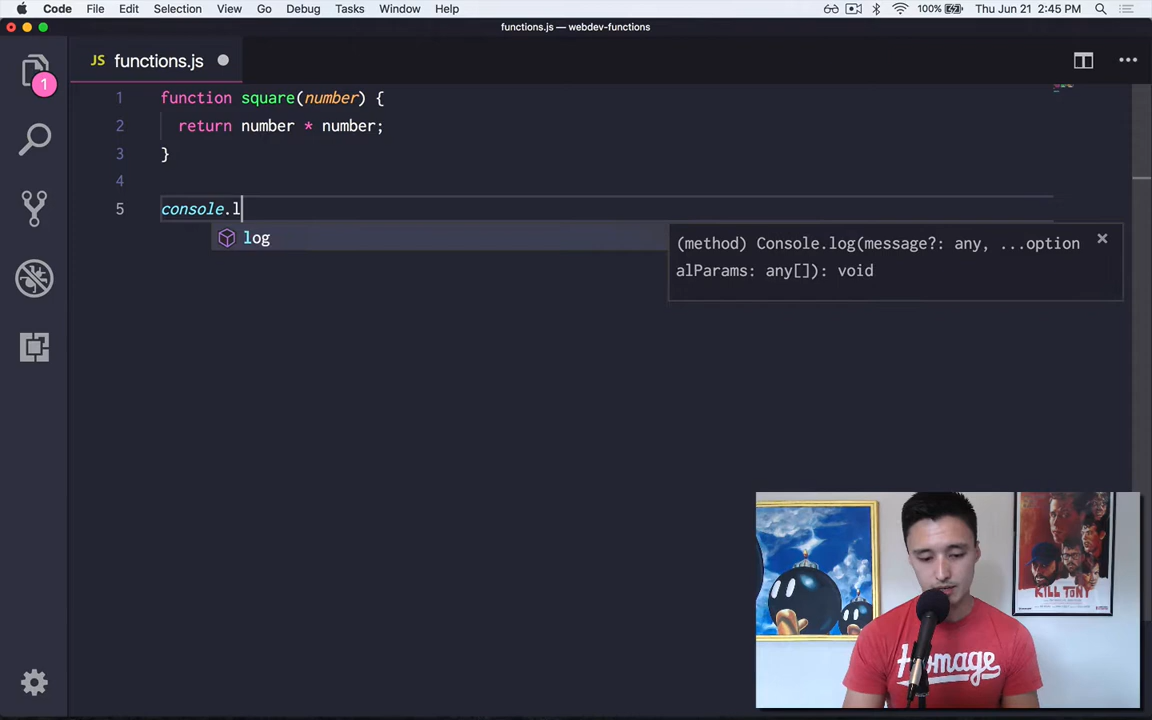 Code File Edit Selection View Go Debug Tasks Window Help 100% Thu Jun 21 2:45 PM
functions.js — webdev-functions
1
JS functions.js
1 function square(number) {
2 return number * number;
3 }
4
5 console.l
log
(method) Console.log(message?: any, ...option
alParams: any[]): void
KILL TONY
Homage